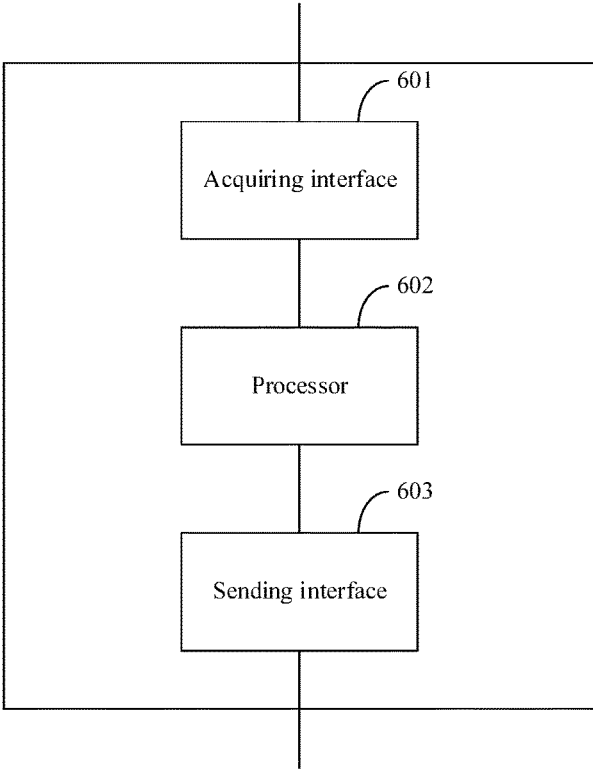 601
Acquiring interface
602
Processor
603
Sending interface